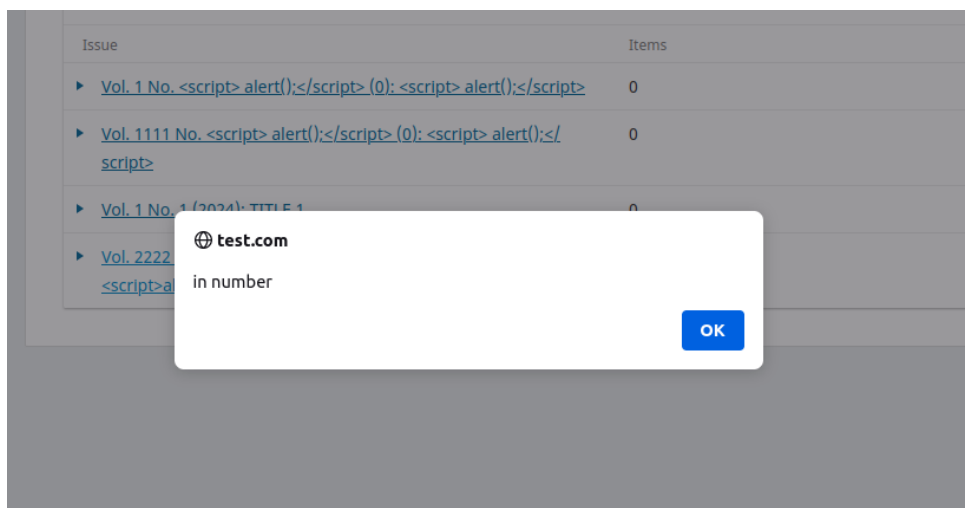 Issue Items
Vol. 1 No. <script> alert();</script> (0): <script> alert();</script> 0
Vol. 1111 No. <script> alert();</script> (0): <script> alert();</
script> 0
Vol. 1 No. 1 (2024): TITLE 1 0
test.com
Vol. 2222
<script>al
in number
OK